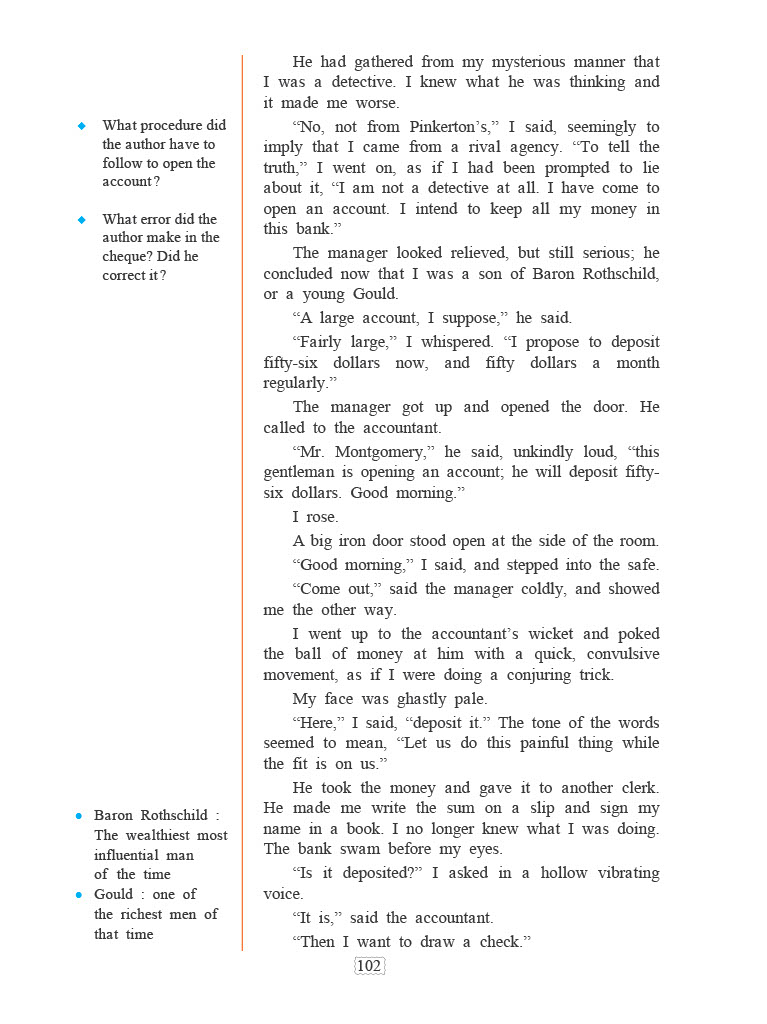 He had gathered from my mysterious manner that
I was a detective. I knew what he was thinking and
it made me worse.
“No, not from Pinkerton’s,” I said, seemingly to
imply that I came from a rival agency. “To tell the
truth,” I went on, as if I had been prompted to lie
about it, “I am not a detective at all. I have come to
open an account. I intend to keep all my money in
this bank.”
The manager looked relieved, but still serious; he
concluded now that I was a son of Baron Rothschild,
or a young Gould.
“A large account, I suppose,” he said.
“Fairly large,” I whispered. “I propose to deposit
fifty-six dollars now, and fifty dollars a month
regularly.”
The manager got up and opened the door. He
called to the accountant.
“Mr. Montgomery,” he said, unkindly loud, “this
gentleman is opening an account; he will deposit fifty-
six dollars. Good morning.”
I rose.
A big iron door stood open at the side of the room.
“Good morning,” I said, and stepped into the safe.
“Come out,” said the manager coldly, and showed
me the other way.
I went up to the accountant’s wicket and poked
the ball of money at him with a quick, convulsive
movement, as if I were doing a conjuring trick.
My face was ghastly pale.
“Here,” I said, “deposit it.” The tone of the words
seemed to mean, “Let us do this painful thing while
the fit is on us.”
He took the money and gave it to another clerk.
He made me write the sum on a slip and sign my
name in a book. I no longer knew what I was doing.
The bank swam before my eyes.
“Is it deposited?” I asked in a hollow vibrating
voice.
“It is,” said the accountant.
“Then I want to draw a check.”
◆ What procedure did
the author have to
follow to open the
account?
◆ What error did the
author make in the
cheque? Did he
correct it?
● Baron Rothschild :
The wealthiest most
influential man
of the time
● Gould : one of
the richest men of
that time
102